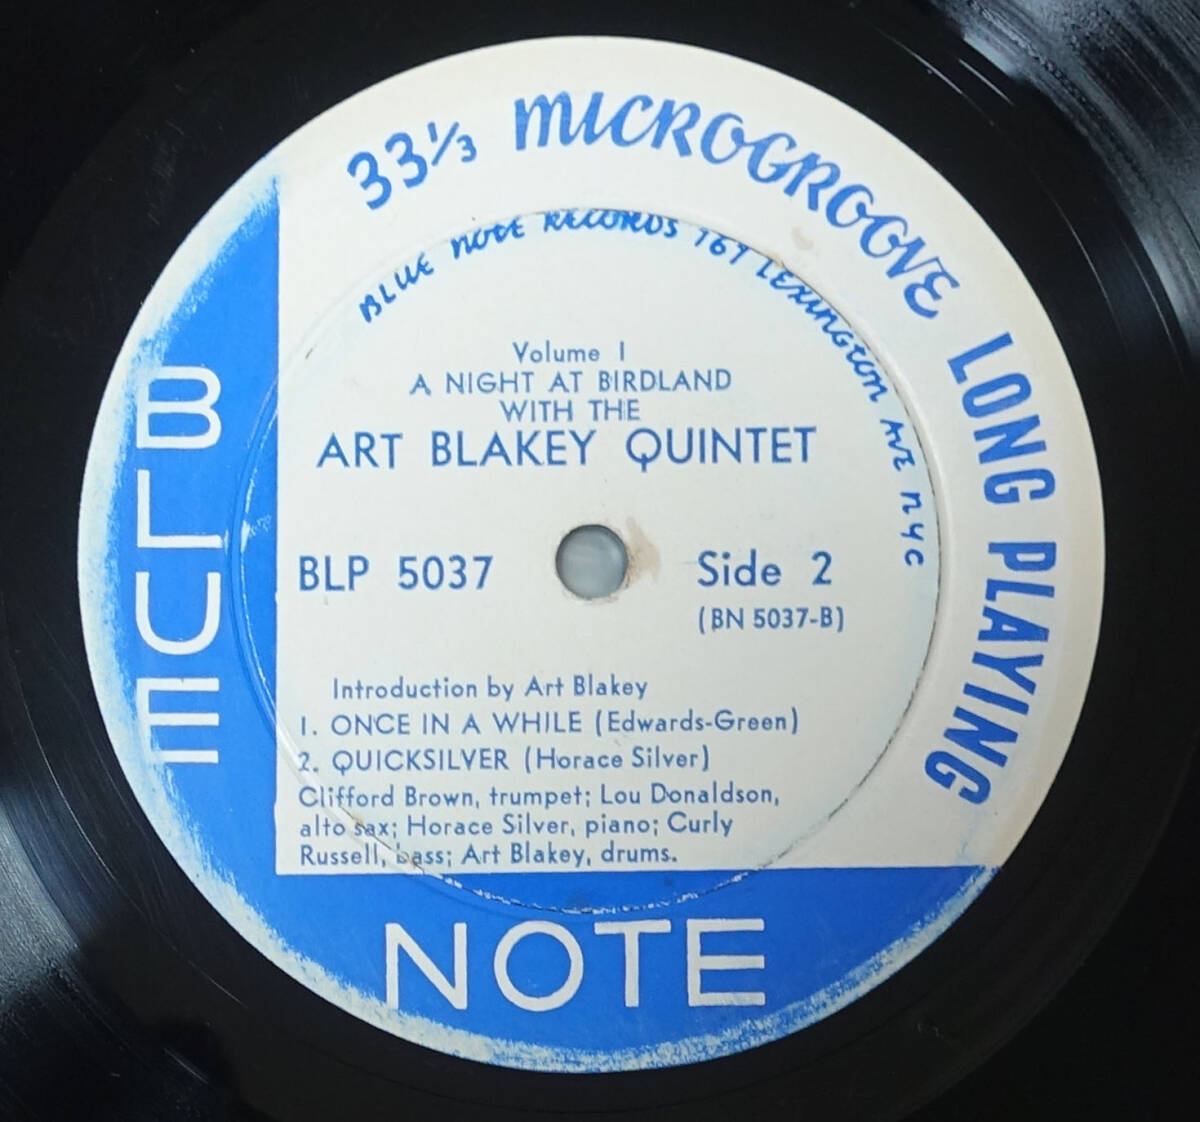 33⅓ MICROGROOVE LONG PLAYING
BLUE NOTE RECORDS 767 LEXINGTON AVE NYC
Volume 1
A NIGHT AT BIRDLAND
WITH THE
ART BLAKEY QUINTET
BLP 5037
Side 2
(BN 5037-B)
Introduction by Art Blakey
1. ONCE IN A WHILE (Edwards-Green)
2. QUICKSILVER (Horace Silver)
Clifford Brown, trumpet; Lou Donaldson,
alto sax; Horace Silver, piano; Curly
Russell, bass; Art Blakey, drums.
BLUE
NOTE